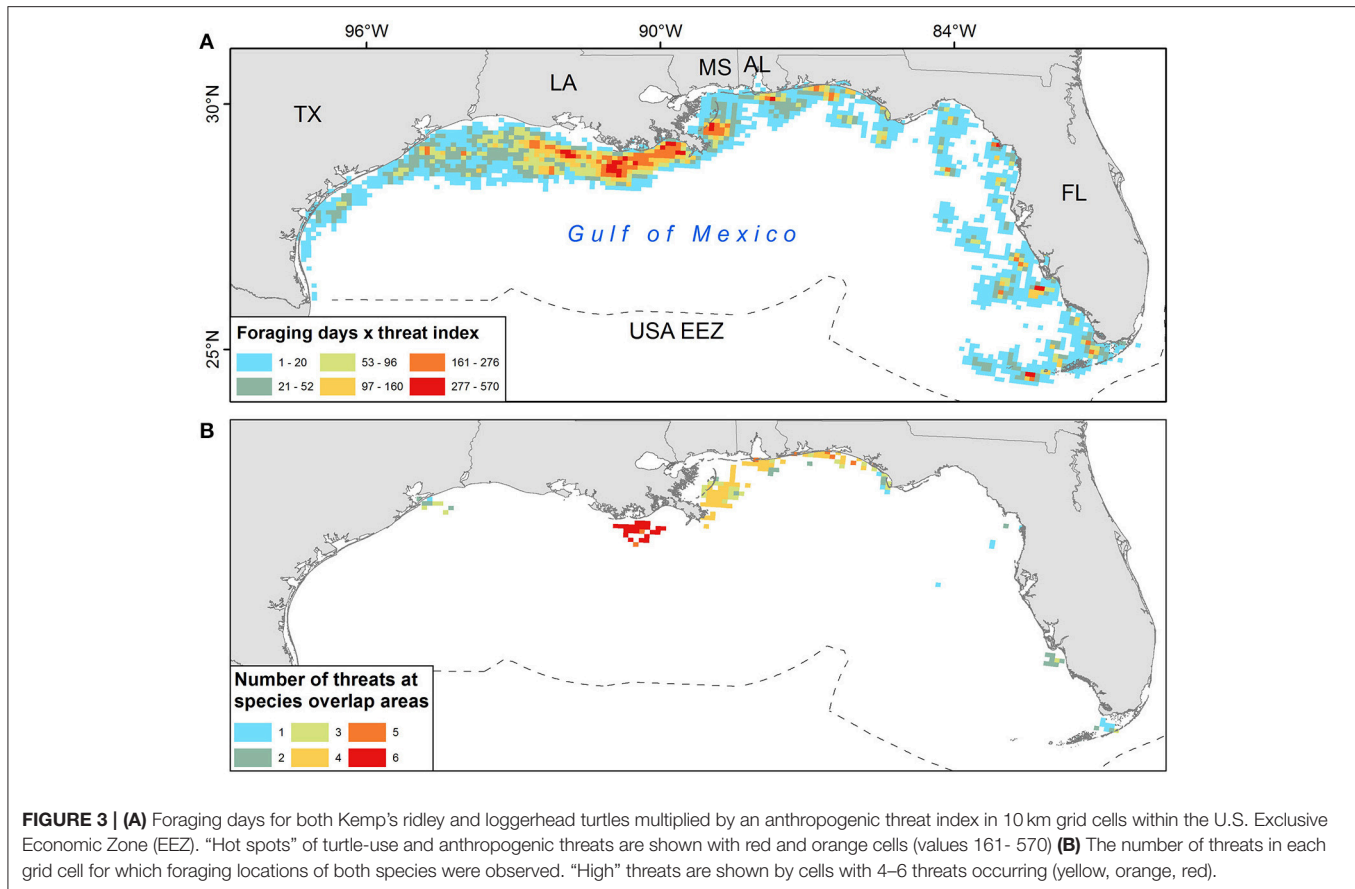 A
96°W
90°W
84°W
30°N
25°N
TX
LA
MS
AL
FL
Gulf of Mexico
USA EEZ
Foraging days x threat index
1 - 20
53 - 96
161 - 276
21 - 52
97 - 160
277 - 570
B
Number of threats at
species overlap areas
1
3
5
2
4
6
FIGURE 3 | (A) Foraging days for both Kemp's ridley and loggerhead turtles multiplied by an anthropogenic threat index in 10 km grid cells within the U.S. Exclusive
Economic Zone (EEZ). “Hot spots” of turtle-use and anthropogenic threats are shown with red and orange cells (values 161- 570) (B) The number of threats in each
grid cell for which foraging locations of both species were observed. “High” threats are shown by cells with 4–6 threats occurring (yellow, orange, red).